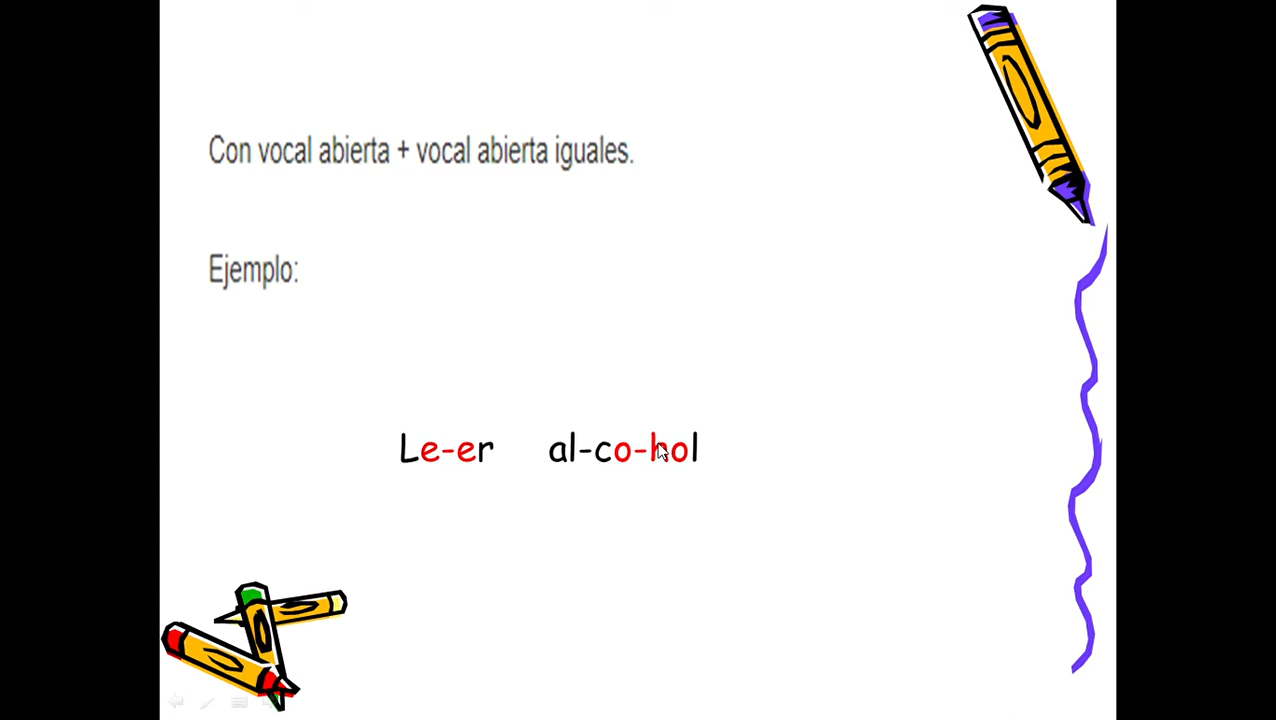 Con vocal abierta + vocal abierta iguales.
Ejemplo:
Le-er al-co-hol